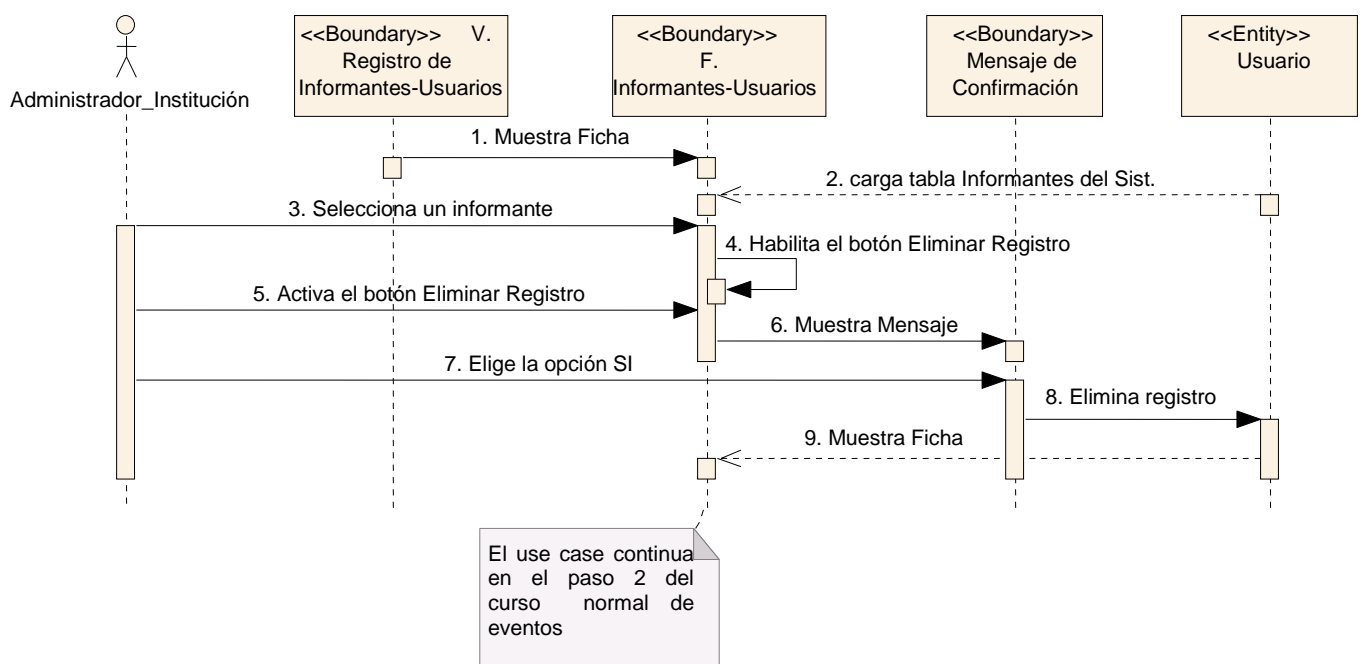 <<Boundary>> V.
Registro de
Informantes-Usuarios
<<Boundary>>
F.
Informantes-Usuarios
<<Boundary>>
Mensaje de
Confirmación
<<Entity>>
Usuario
Administrador_Institución
1. Muestra Ficha
2. carga tabla Informantes del Sist.
3. Selecciona un informante
4. Habilita el botón Eliminar Registro
5. Activa el botón Eliminar Registro
6. Muestra Mensaje
7. Elige la opción SI
8. Elimina registro
9. Muestra Ficha
El use case continua
en el paso 2 del
curso normal de
eventos